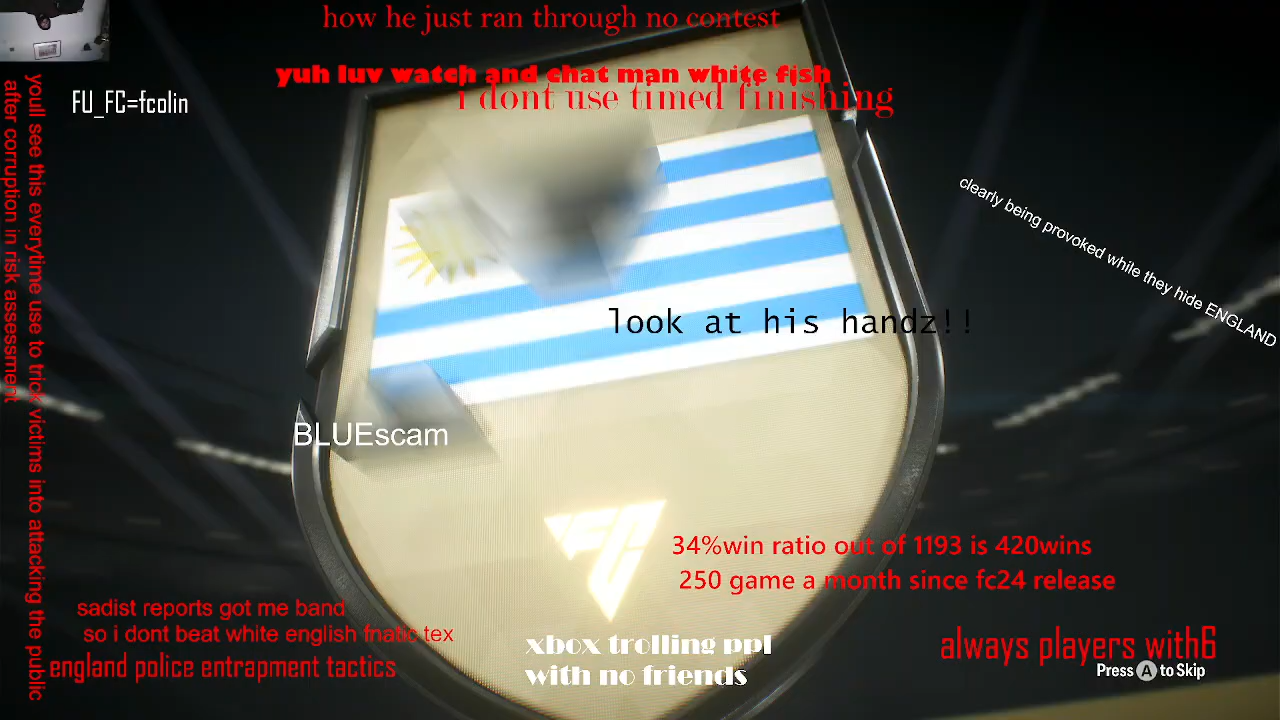 how he just ran through no contest
yuh luv watch and chat man white fish
i dont use timed finishing
FU_FC=fcolin
youll see this everytime use to trick victims into attacking the public
after corruption in risk assessment
clearly being provoked while they hide ENGLAND
look at his handz!!
BLUEscam
FC
34%win ratio out of 1193 is 420wins
250 game a month since fc24 release
sadist reports got me band
so i dont beat white english fnatic tex
england police entrapment tactics
xbox trolling ppl
with no friends
always players with6
Press A to Skip